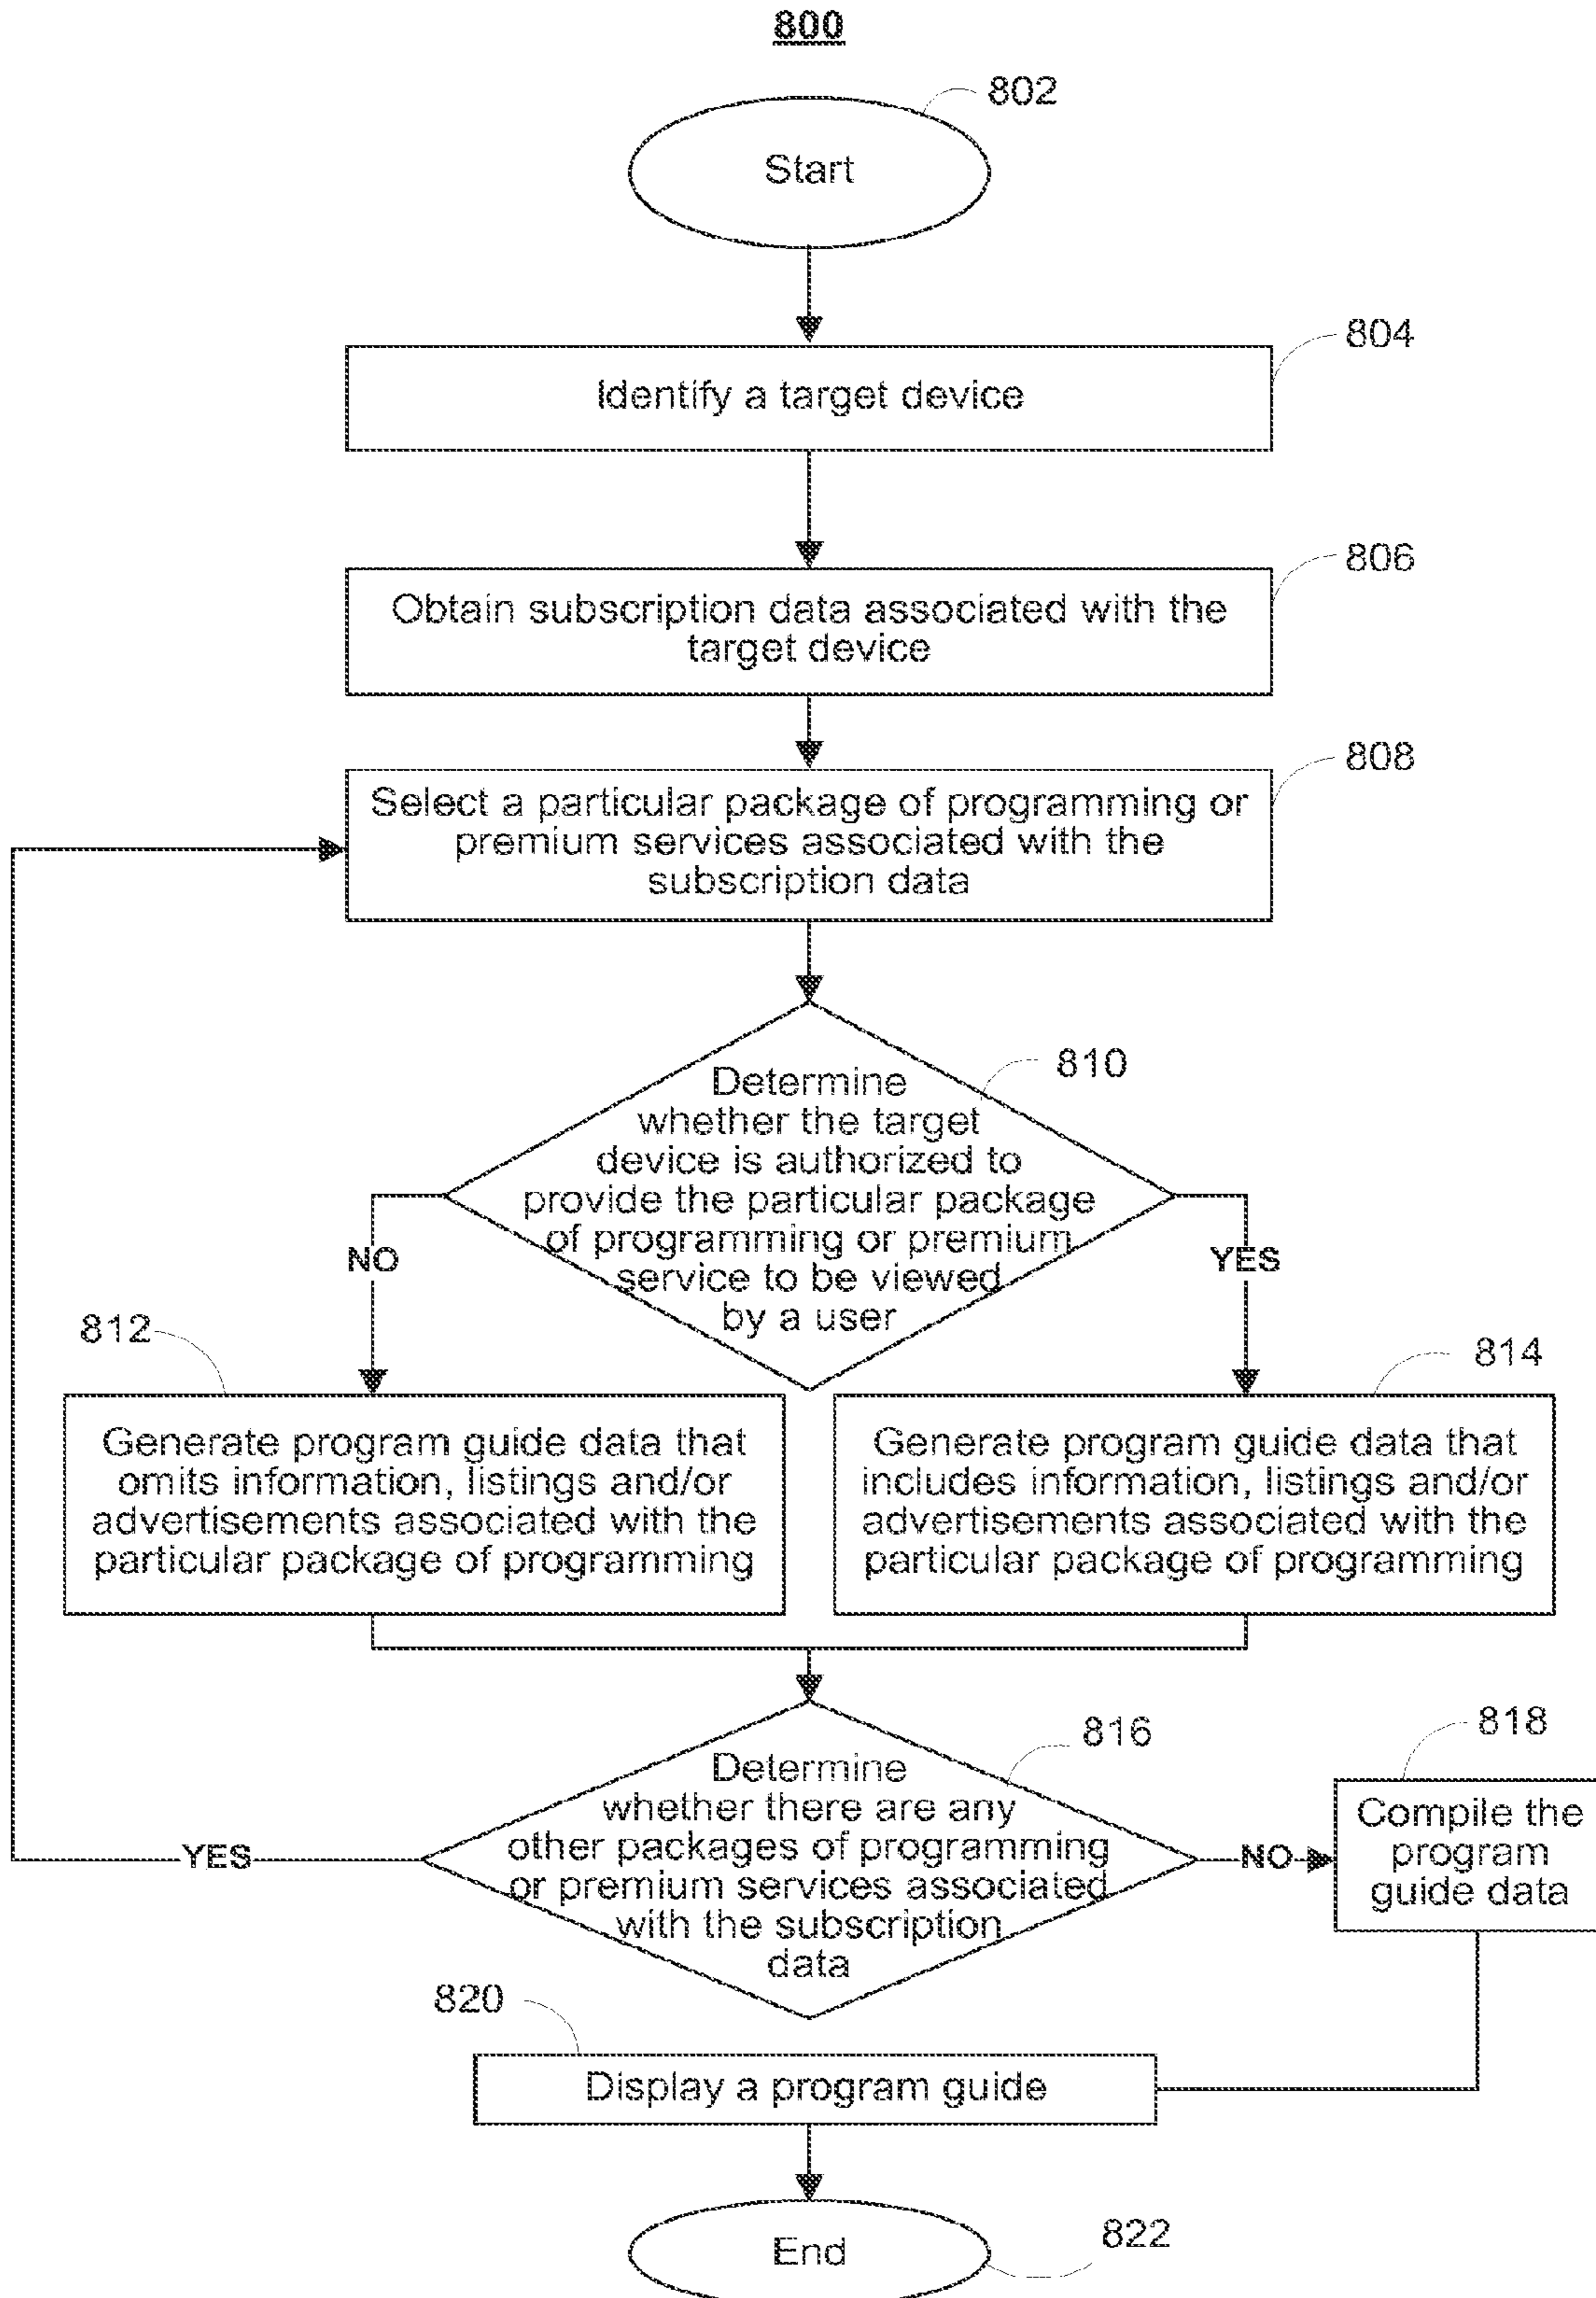 800
802
Start
804
Identify a target device
806
Obtain subscription data associated with the
target device
808
Select a particular package of programming or
premium services associated with the
subscription data
810
Determine
whether the target
device is authorized to
provide the particular package
of programming or premium
service to be viewed
by a user
NO
YES
812
814
Generate program guide data that
omits information, listings and/or
advertisements associated with the
particular package of programming
Generate program guide data that
includes information, listings and/or
advertisements associated with the
particular package of programming
816
818
Determine
whether there are any
other packages of programming
or premium services associated
with the subscription
data
YES
NO
Compile the
program
guide data
820
Display a program guide
End
822